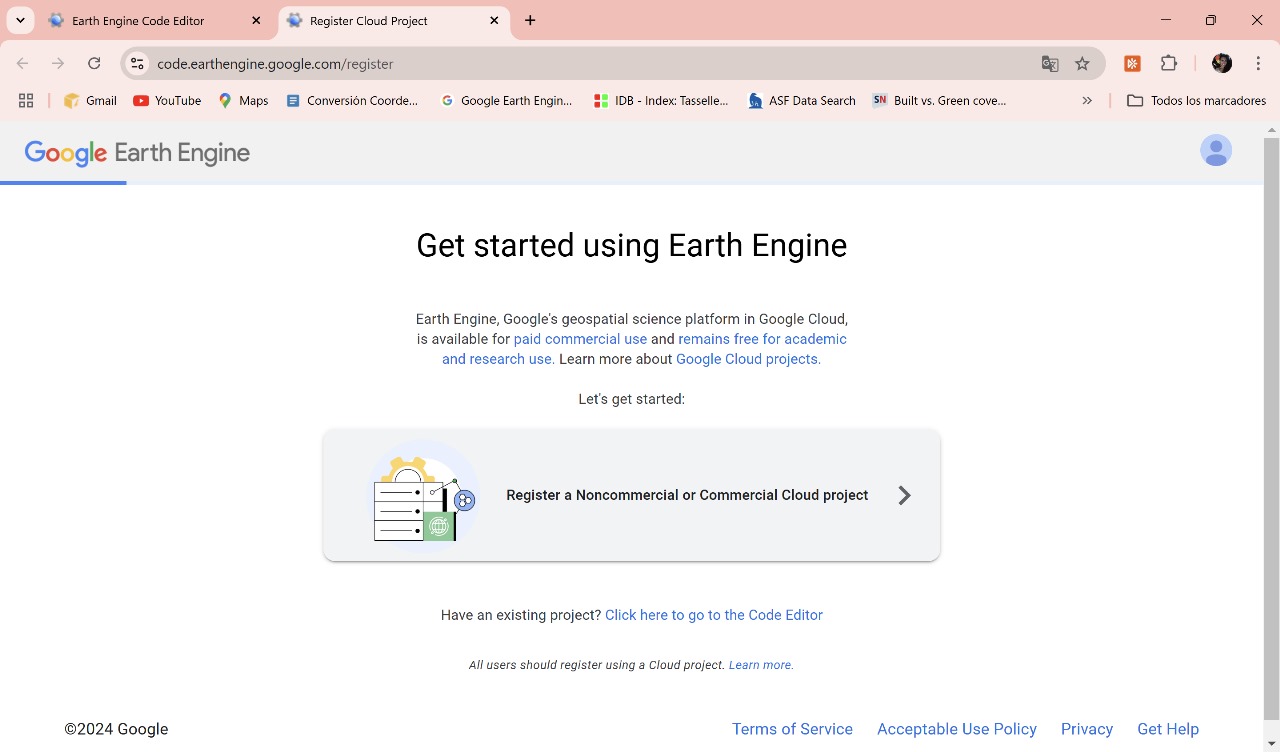 Earth Engine Code Editor
Register Cloud Project
code.earthengine.google.com/register
Gmail
YouTube
Maps
Conversión Coorde...
Google Earth Engin...
IDB - Index: Tasselle...
ASF Data Search
SN
Built vs. Green cove...
Todos los marcadores
Google Earth Engine
Get started using Earth Engine
Earth Engine, Google's geospatial science platform in Google Cloud,
is available for paid commercial use and remains free for academic
and research use. Learn more about Google Cloud projects.
Let's get started:
Register a Noncommercial or Commercial Cloud project
Have an existing project? Click here to go to the Code Editor
All users should register using a Cloud project. Learn more.
©2024 Google
Terms of Service
Acceptable Use Policy
Privacy
Get Help